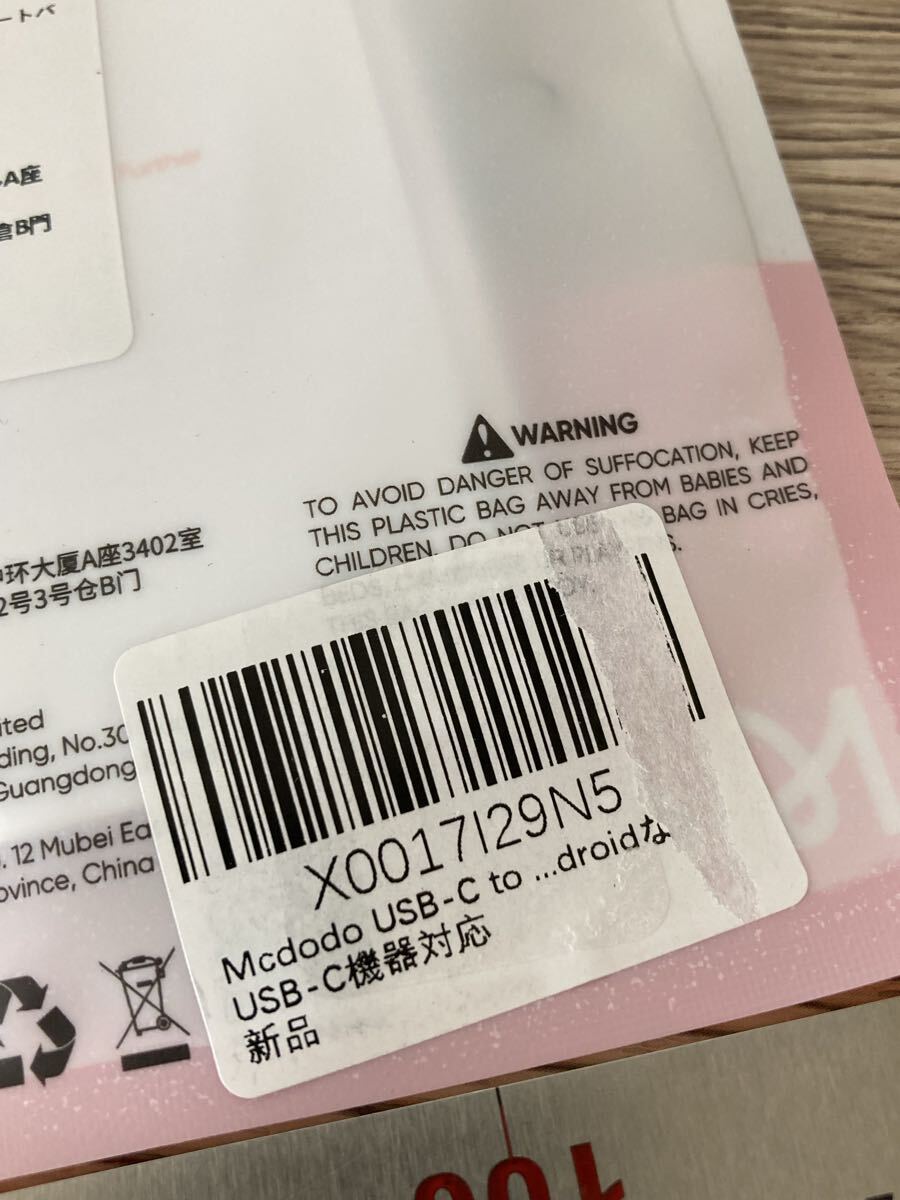 ートバ
A座
倉B門
further
WARNING
TO AVOID DANGER OF SUFFOCATION, KEEP
THIS PLASTIC BAG AWAY FROM BABIES AND
CHILDREN. DO NOT USE BAG IN CRIES,
环大厦A座3402室
2号3号仓B门
ited
ding, No.30
Guangdong
. 12 Mubei Ea
ovince, China
X0017I29N5
Mcdodo USB-C to ...droidな
USB-C機器対応
新品
100